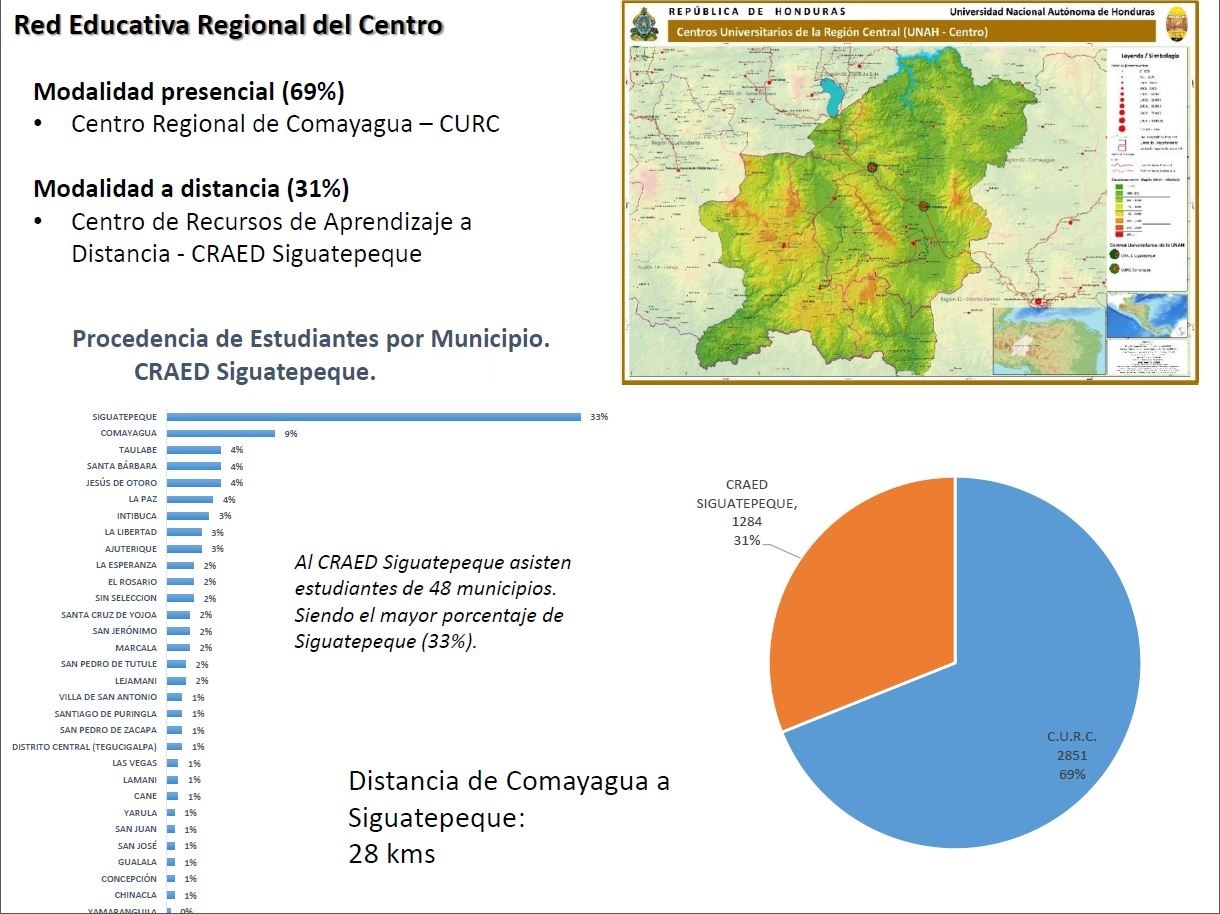 Red Educativa Regional del Centro
Modalidad presencial (69%)
• Centro Regional de Comayagua – CURC
Modalidad a distancia (31%)
• Centro de Recursos de Aprendizaje a
Distancia - CRAED Siguatepeque
REPÚBLICA DE HONDURAS
Universidad Nacional Autónoma de Honduras
Centros Universitarios de la Región Central (UNAH - Centro)
Leyenda / Simbología
Centros Universitarios de la UNAH
Procedencia de Estudiantes por Municipio.
CRAED Siguatepeque.
SIGUATEPEQUE 33%
COMAYAGUA 9%
TAULABE 4%
SANTA BÁRBARA 4%
JESÚS DE OTORO 4%
LA PAZ 4%
INTIBUCA 3%
LA LIBERTAD 3%
AJUTERIQUE 3%
LA ESPERANZA 2%
EL ROSARIO 2%
SIN SELECCION 2%
SANTA CRUZ DE YOJOA 2%
SAN JERÓNIMO 2%
MARCALA 2%
SAN PEDRO DE TUTULE 2%
LEJAMANI 2%
VILLA DE SAN ANTONIO 1%
SANTIAGO DE PURINGLA 1%
SAN PEDRO DE ZACAPA 1%
DISTRITO CENTRAL (TEGUCIGALPA) 1%
LAS VEGAS 1%
LAMANI 1%
CANE 1%
YARULA 1%
SAN JUAN 1%
SAN JOSÉ 1%
GUALALA 1%
CONCEPCIÓN 1%
CHINACLA 1%
YAMARANGUILA 0%
Al CRAED Siguatepeque asisten
estudiantes de 48 municipios.
Siendo el mayor porcentaje de
Siguatepeque (33%).
Distancia de Comayagua a
Siguatepeque:
28 kms
CRAED
SIGUATEPEQUE,
1284
31%
C.U.R.C.
2851
69%